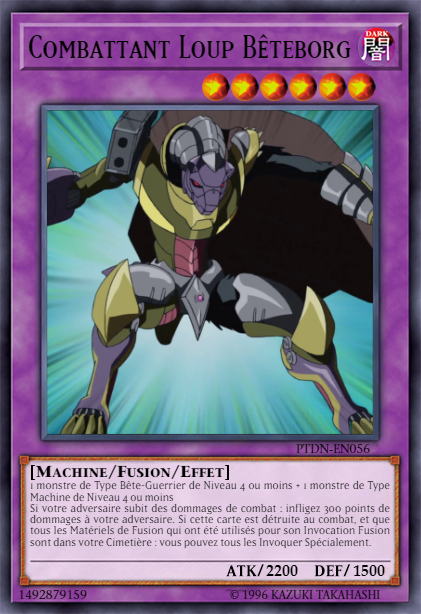 Combattant Loup Bêteborg
DARK
闇
PTDN-EN056
[Machine/Fusion/Effet]
1 monstre de Type Bête-Guerrier de Niveau 4 ou moins + 1 monstre de Type
Machine de Niveau 4 ou moins
Si votre adversaire subit des dommages de combat : infligez 300 points de
dommages à votre adversaire. Si cette carte est détruite au combat, et que
tous les Matériels de Fusion qui ont été utilisés pour son Invocation Fusion
sont dans votre Cimetière : vous pouvez tous les Invoquer Spécialement.
ATK/2200 DEF/1500
1492879159 © 1996 KAZUKI TAKAHASHI